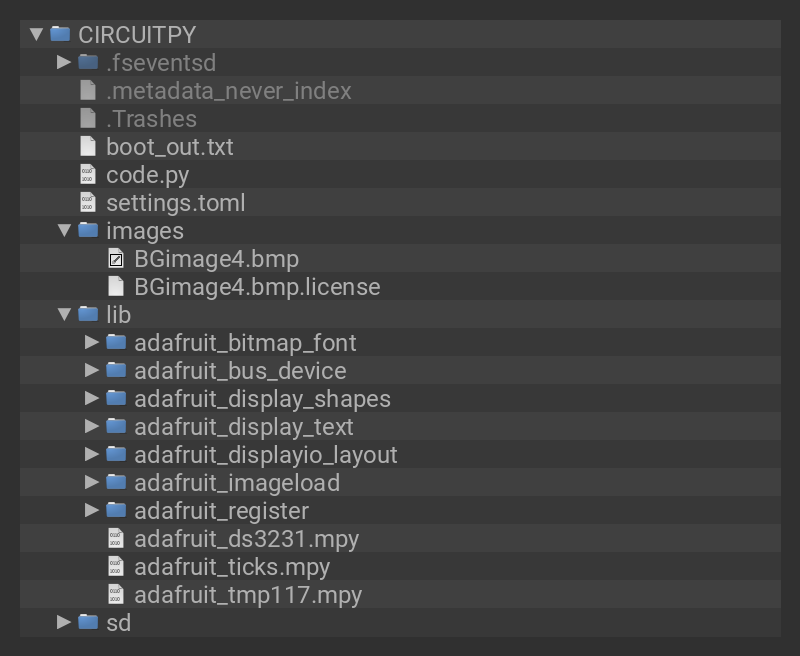 CIRCUITPY
.fseventsd
.metadata_never_index
.Trashes
boot_out.txt
code.py
settings.toml
images
BGimage4.bmp
BGimage4.bmp.license
lib
adafruit_bitmap_font
adafruit_bus_device
adafruit_display_shapes
adafruit_display_text
adafruit_displayio_layout
adafruit_imageload
adafruit_register
adafruit_ds3231.mpy
adafruit_ticks.mpy
adafruit_tmp117.mpy
sd